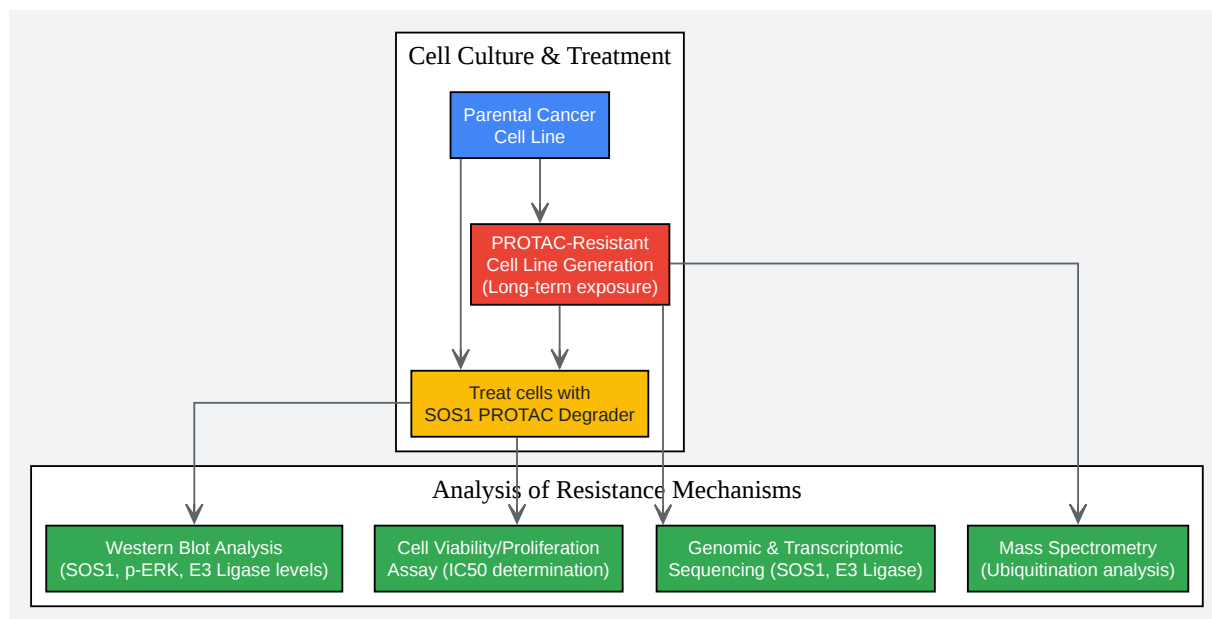 Cell Culture & Treatment
Parental Cancer
Cell Line
PROTAC-Resistant
Cell Line Generation
(Long-term exposure)
Treat cells with
SOS1 PROTAC Degrader
Analysis of Resistance Mechanisms
Western Blot Analysis
(SOS1, p-ERK, E3 Ligase levels)
Cell Viability/Proliferation
Assay (IC50 determination)
Genomic & Transcriptomic
Sequencing (SOS1, E3 Ligase)
Mass Spectrometry
(Ubiquitination analysis)